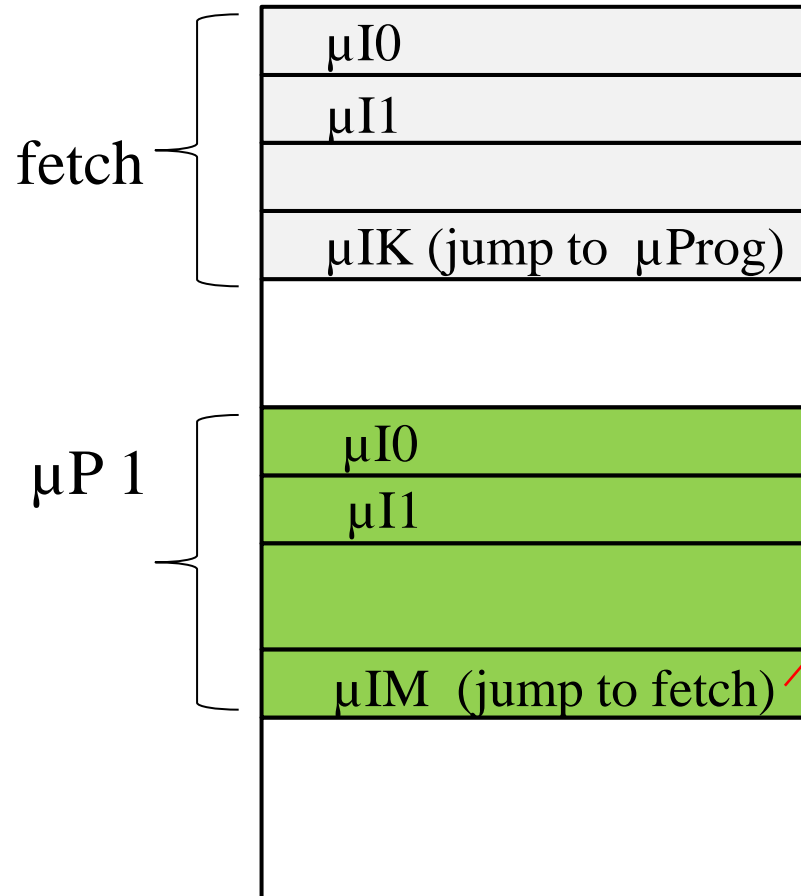 µI0
µI1
fetch
µIK (jump to µProg)
µI0
µP 1
µI1
µIM (jump to fetch)